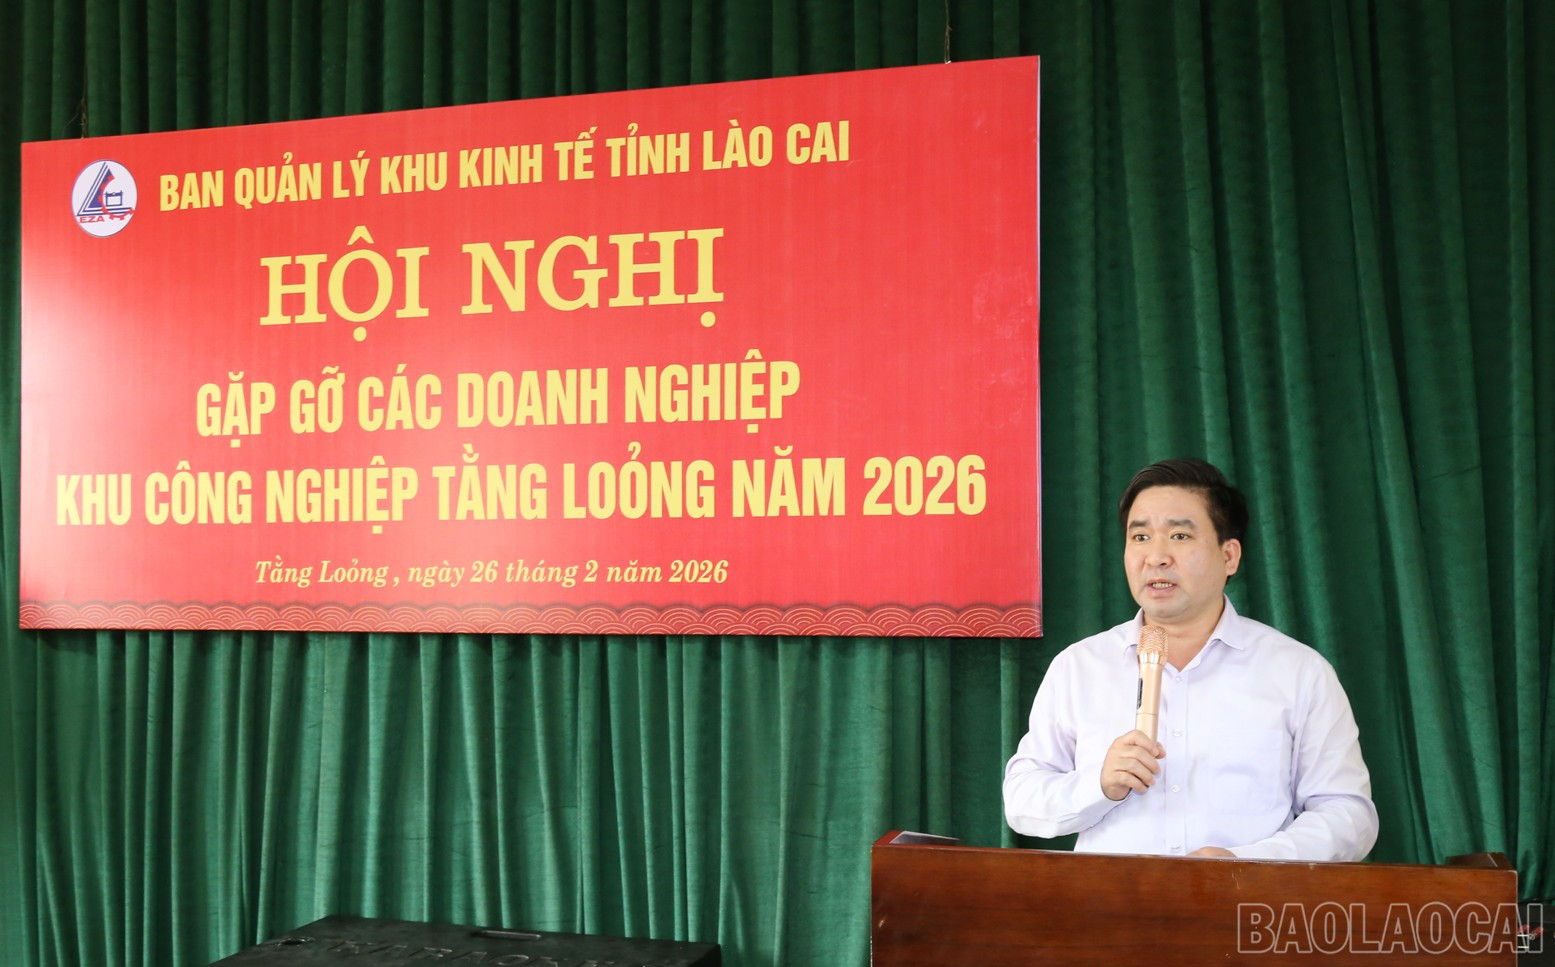 BAN QUẢN LÝ KHU KINH TẾ TỈNH LÀO CAI
EZA
HỘI NGHỊ
GẶP GỠ CÁC DOANH NGHIỆP
KHU CÔNG NGHIỆP TẰNG LOỎNG NĂM 2026
Tằng Loỏng , ngày 26 tháng 2 năm 2026
BAOLAOCAI